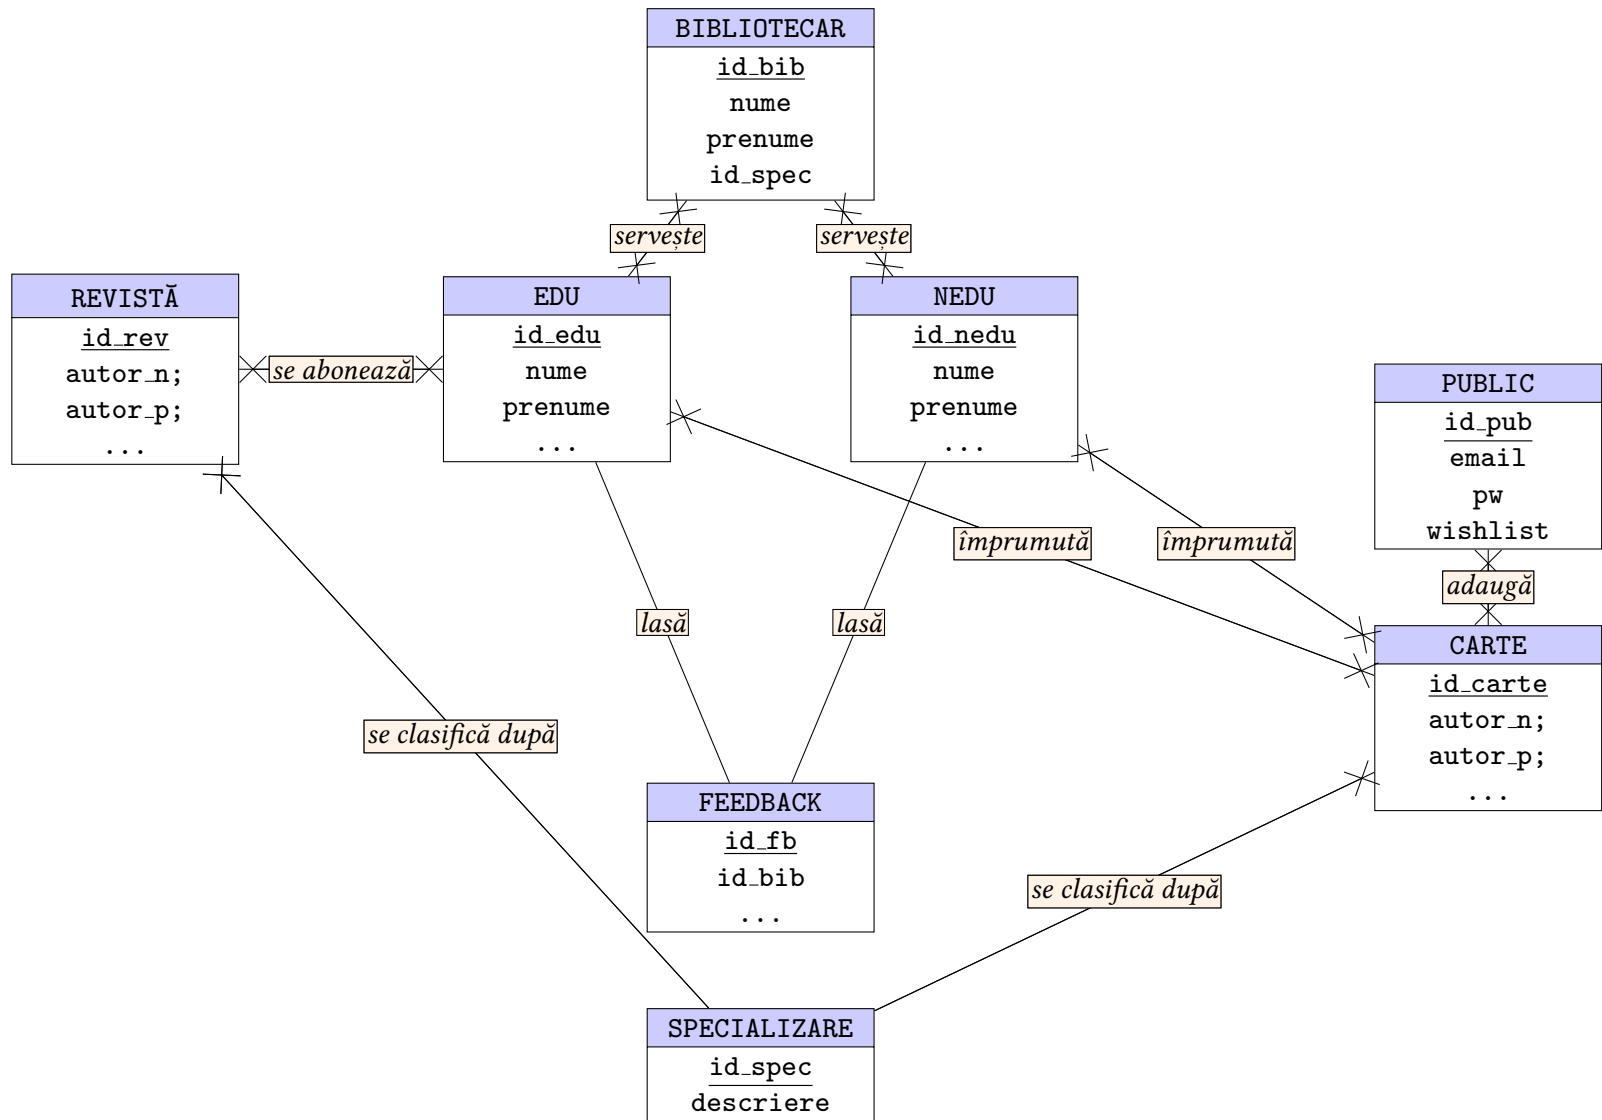 BIBLIOTECAR
id_bib
nume
prenume
id_spec
servește
servește
REVISTĂ
id_rev
autor_n;
autor_p;
...
se abonează
EDU
id_edu
nume
prenume
...
NEDU
id_nedu
nume
prenume
...
PUBLIC
id_pub
email
pw
wishlist
împrumută
împrumută
adaugă
lasă
lasă
CARTE
id_carte
autor_n;
autor_p;
...
se clasifică după
FEEDBACK
id_fb
id_bib
...
se clasifică după
SPECIALIZARE
id_spec
descriere